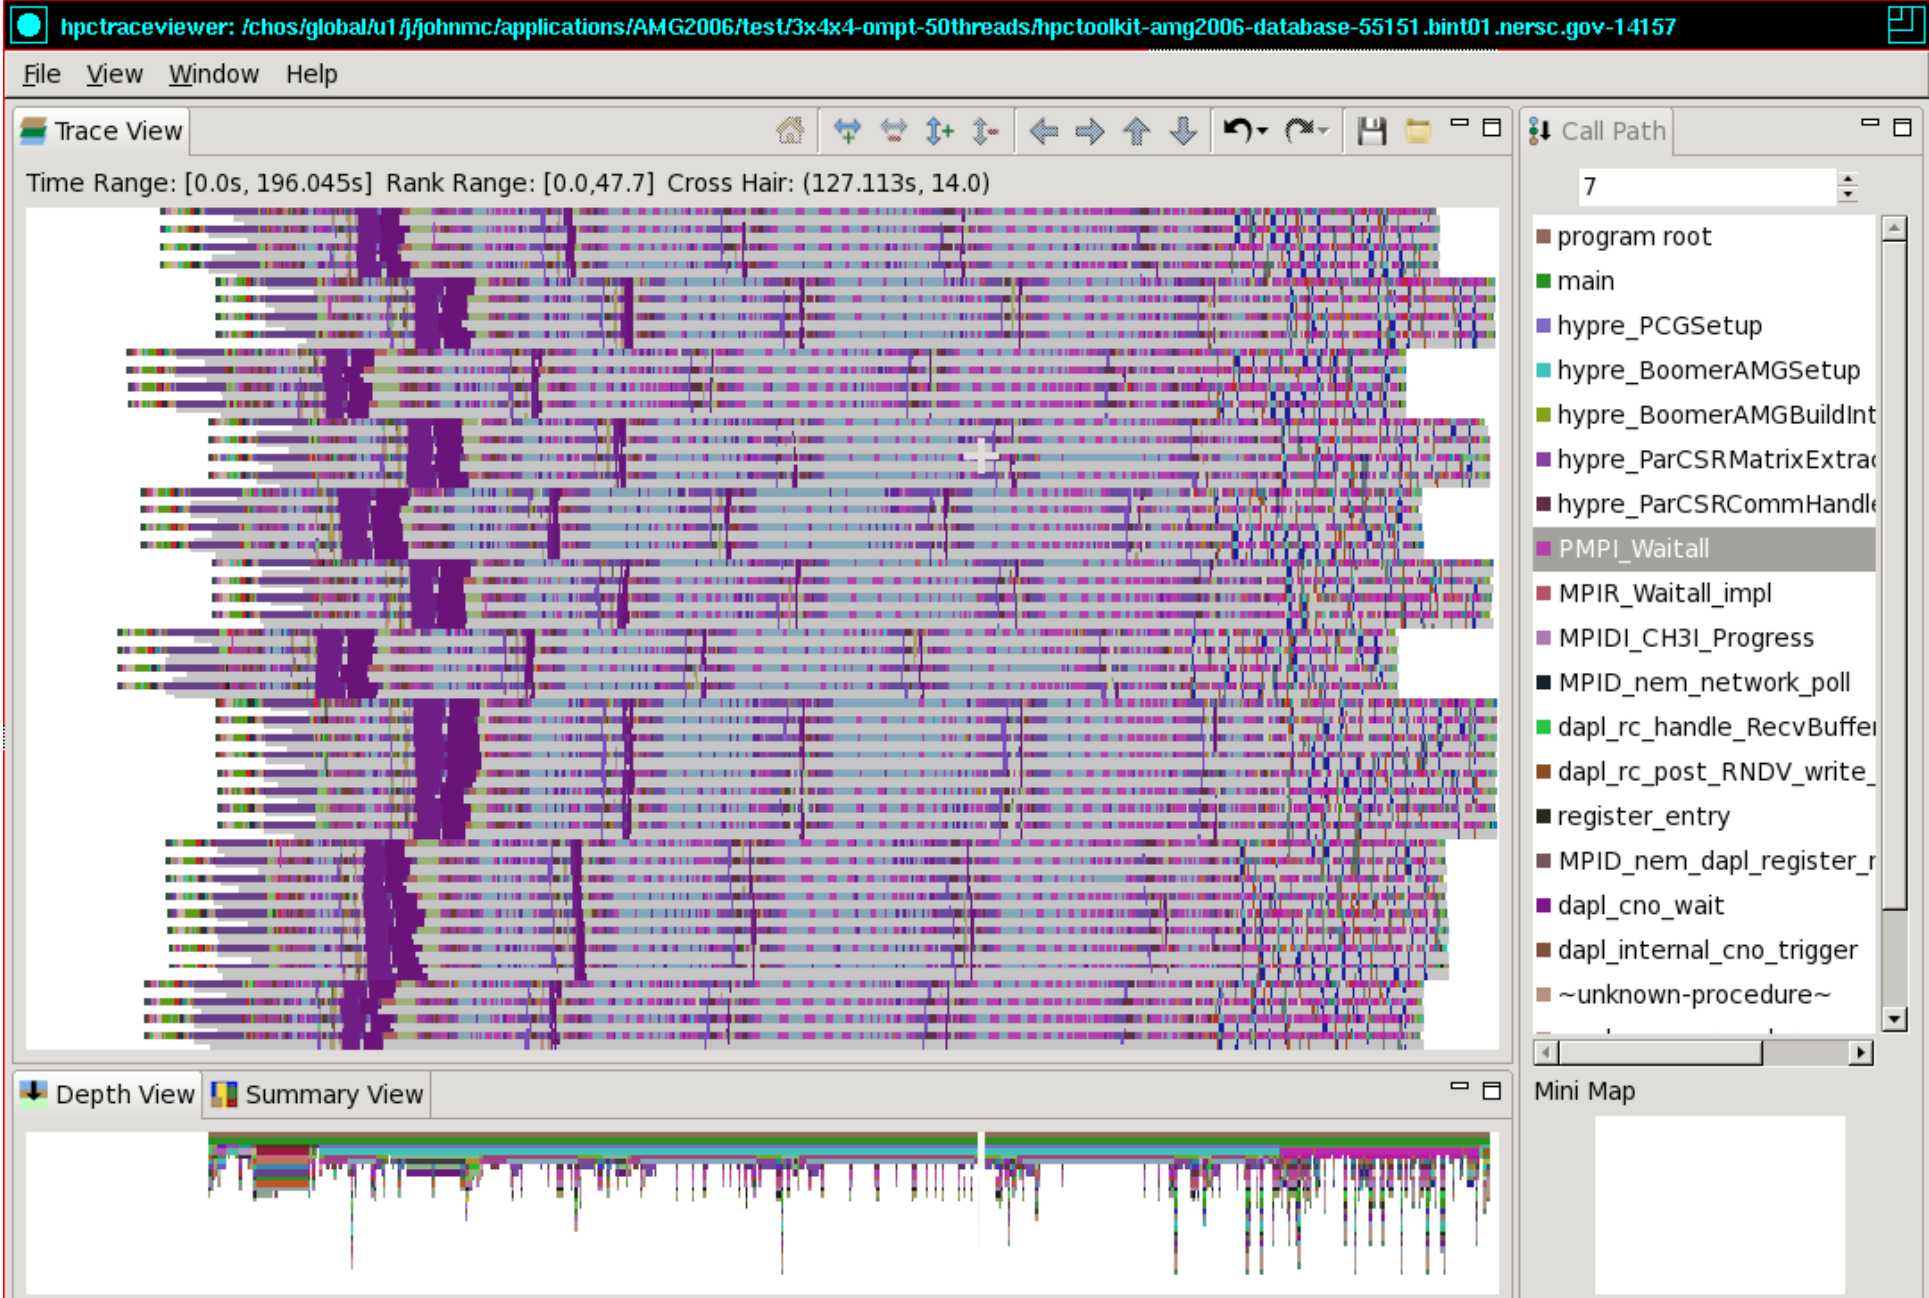 hpctraceviewer: /chos/global/u1/j/johnmc/applications/AMG2006/test/3x4x4-ompt-50threads/hpctoolkit-amg2006-database-55151.bint01.nersc.gov-14157
File View Window Help
Trace View
Time Range: [0.0s, 196.045s] Rank Range: [0.0,47.7] Cross Hair: (127.113s, 14.0)
Call Path
7
program root
main
hypre_PCGSetup
hypre_BoomerAMGSetup
hypre_BoomerAMGBuildInt
hypre_ParCSRMatrixExtrac
hypre_ParCSRCommHandle
PMPI_Waitall
MPIR_Waitall_impl
MPIDI_CH3I_Progress
MPID_nem_network_poll
dapl_rc_handle_RecvBuffer
dapl_rc_post_RNDV_write_
register_entry
MPID_nem_dapl_register_r
dapl_cno_wait
dapl_internal_cno_trigger
~unknown-procedure~
Depth View Summary View
Mini Map